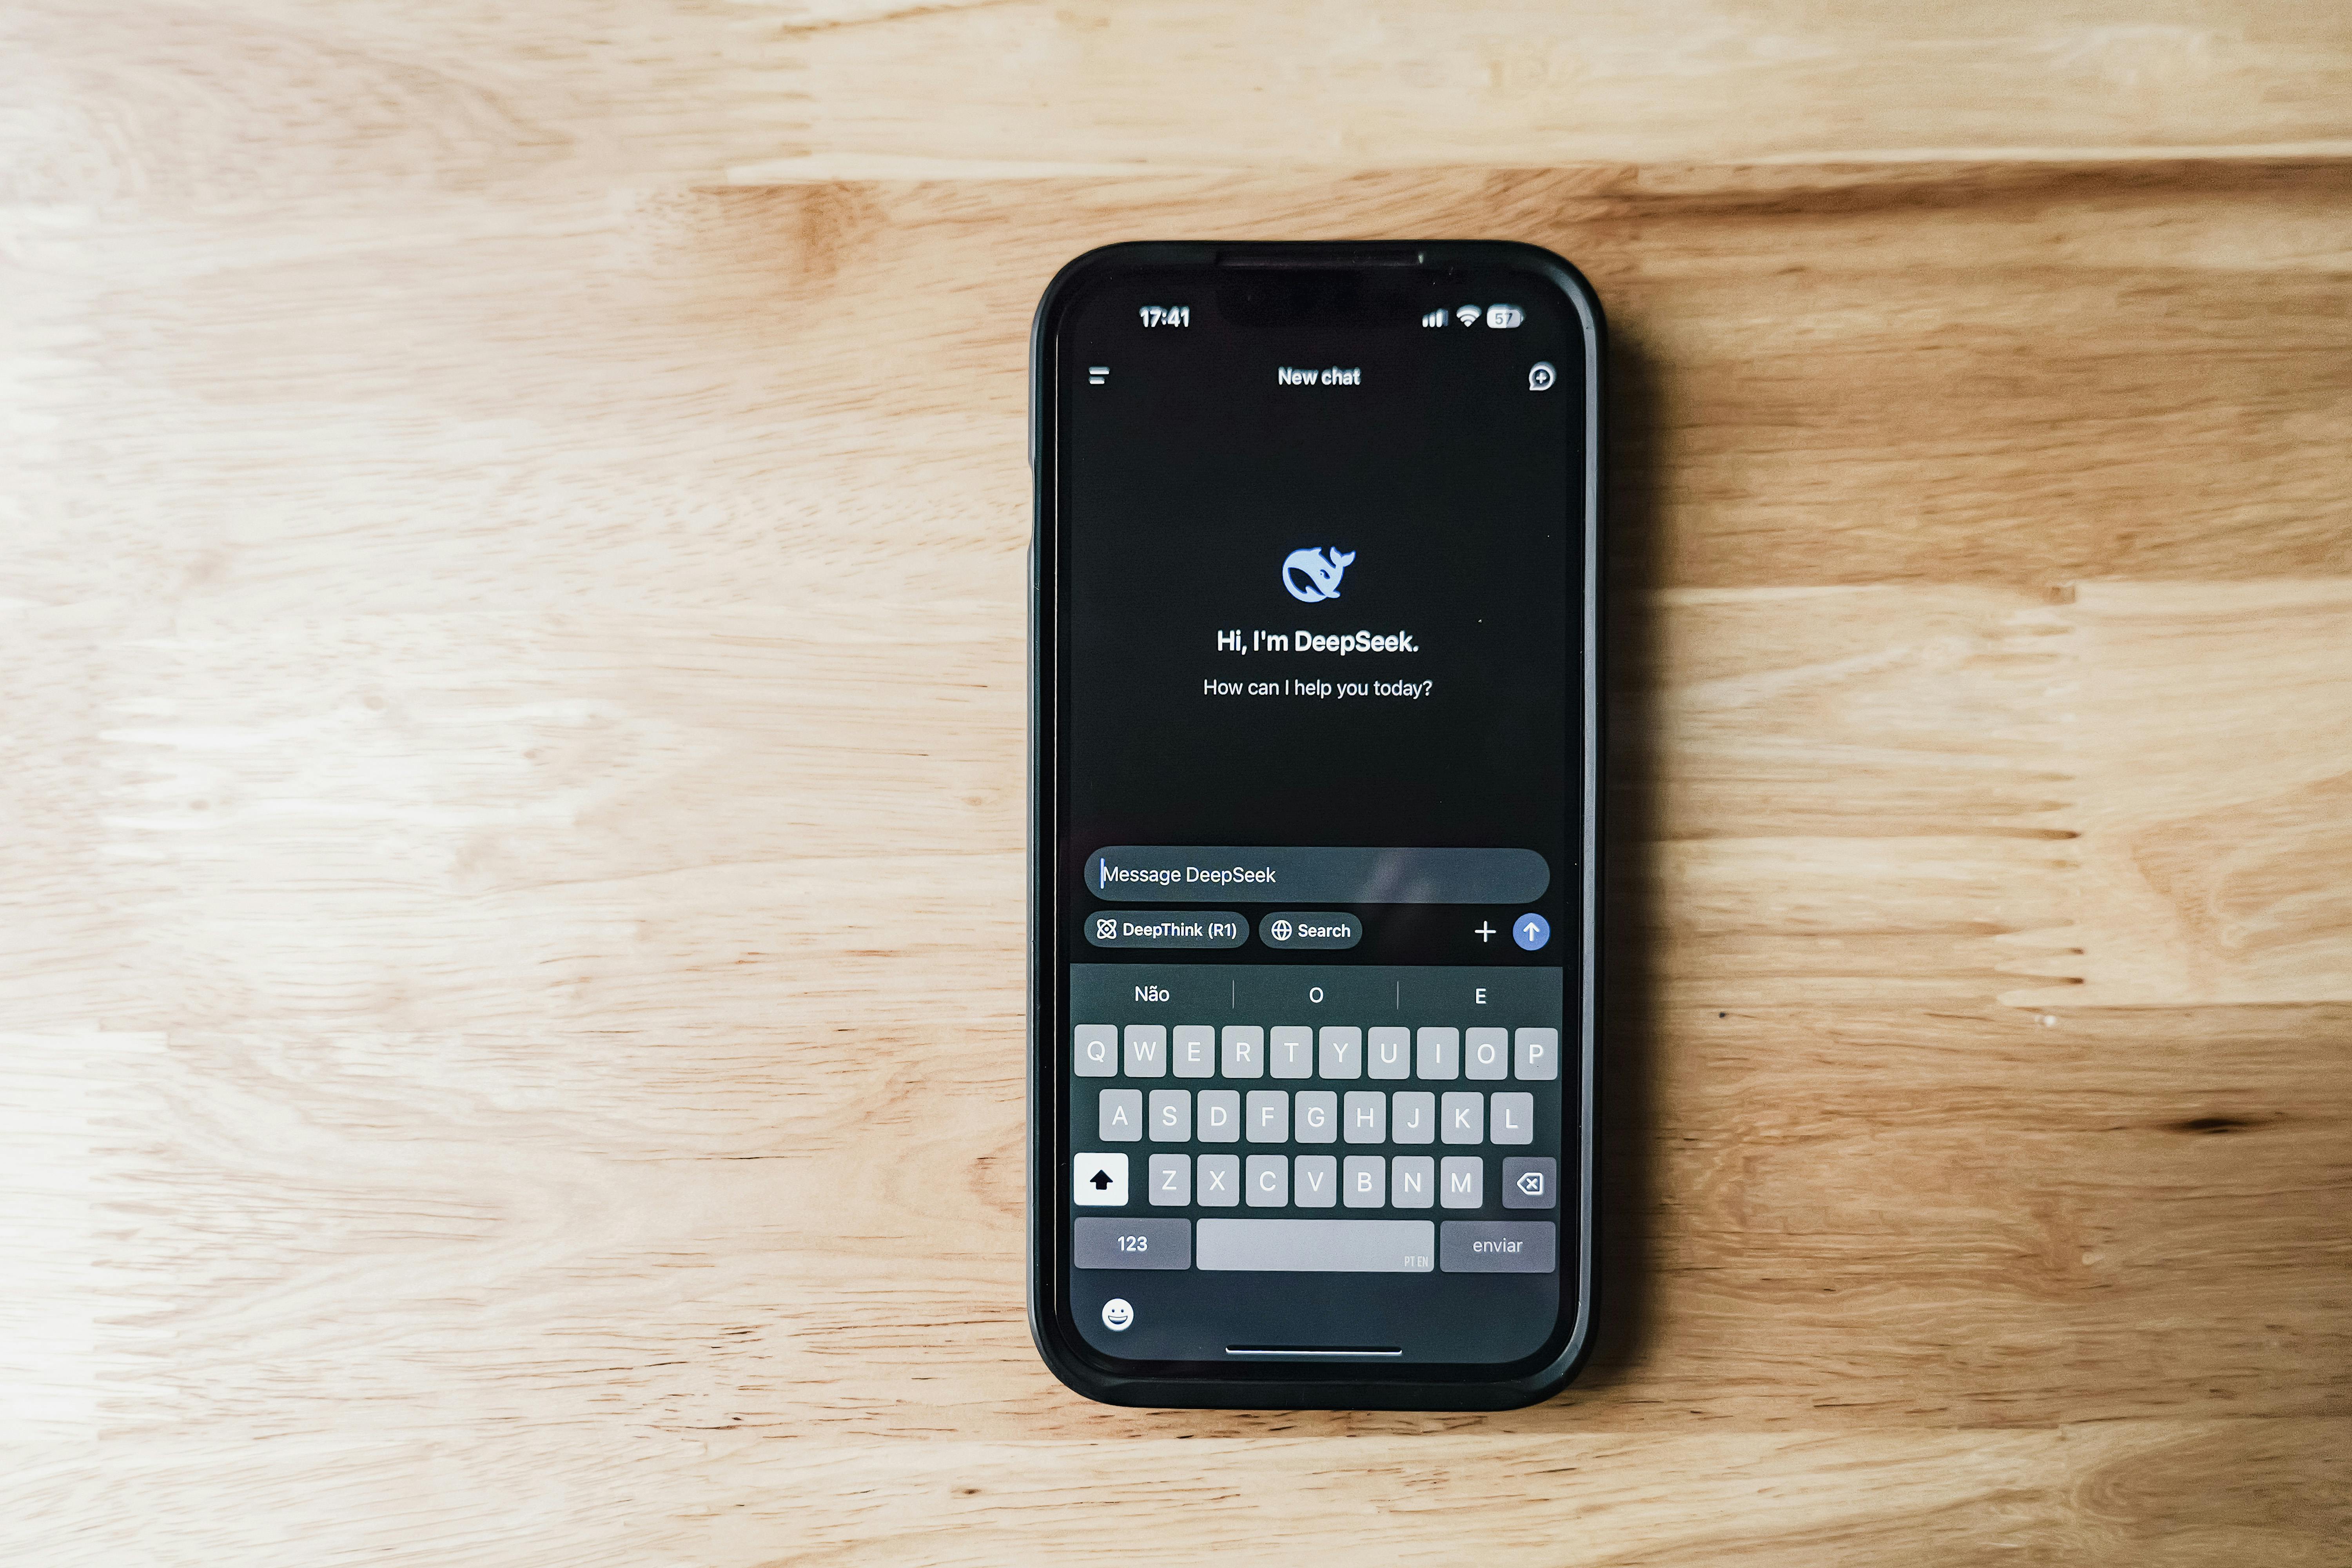 17:41 57
New chat
Hi, I'm DeepSeek.
How can I help you today?
Message DeepSeek
DeepThink (R1) Search
Não O E
Q W E R T Y U I O P
A S D F G H J K L
Z X C V B N M
123 PT EN enviar